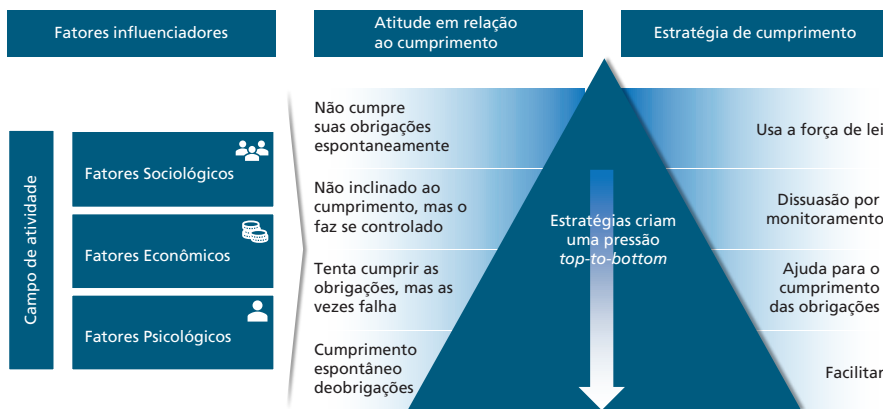 Fatores influenciadores
Atitude em relação
ao cumprimento
Estratégia de cumprimento
Campo de atividade
Fatores Sociológicos
Fatores Econômicos
Fatores Psicológicos
Não cumpre
suas obrigações
espontaneamente
Não inclinado ao
cumprimento, mas o
faz se controlado
Tenta cumprir as
obrigações, mas as
vezes falha
Cumprimento
espontâneo
deobrigações
Estratégias criam
uma pressão
top-to-bottom
Usa a força de lei
Dissuasão por
monitoramento
Ajuda para o
cumprimento
das obrigações
Facilitar